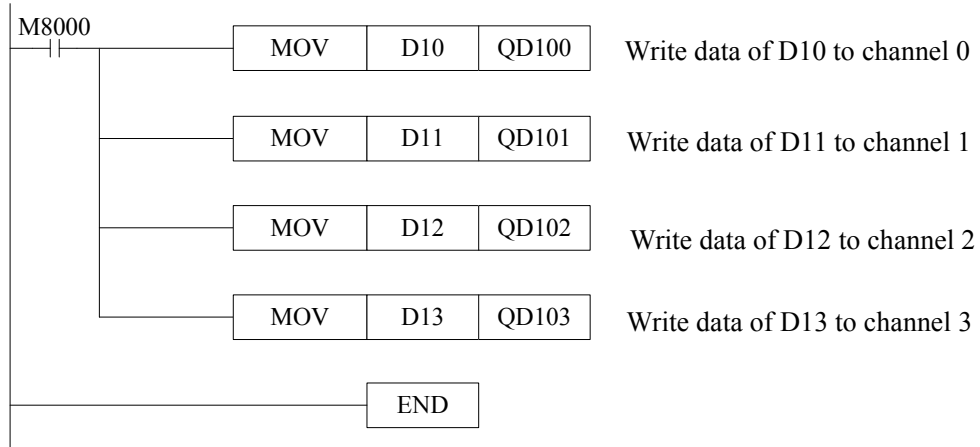 M8000
MOV D10 QD100 Write data of D10 to channel 0
MOV D11 QD101 Write data of D11 to channel 1
MOV D12 QD102 Write data of D12 to channel 2
MOV D13 QD103 Write data of D13 to channel 3
END